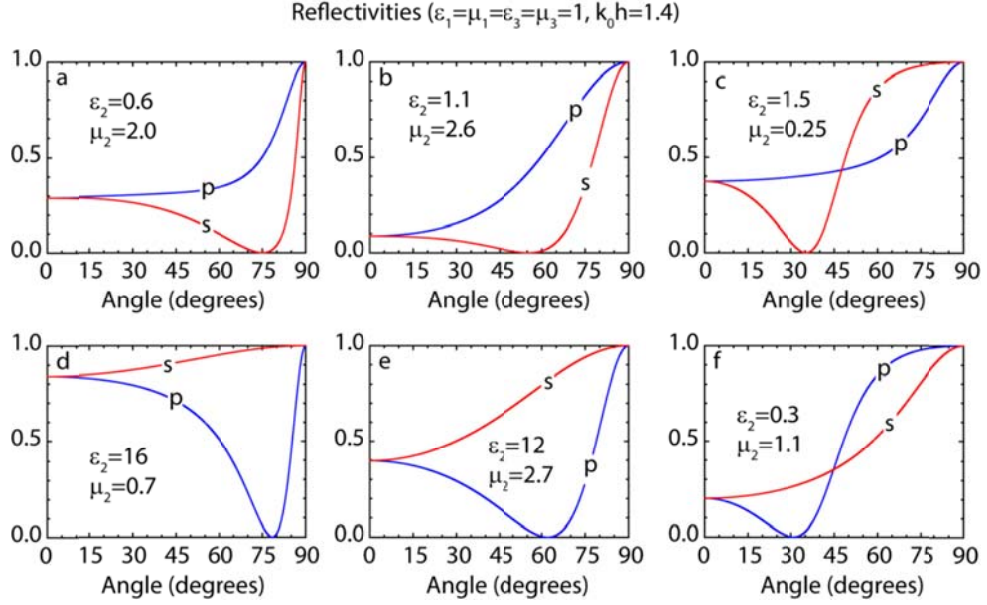 Reflectivities (ε₁=μ₁=ε₃=μ₃=1, k₀h=1.4)
1.0
a
ε₂=0.6
μ₂=2.0
0.5
p
s
0.0
0 15 30 45 60 75 90
Angle (degrees)
1.0
b
ε₂=1.1
μ₂=2.6
p
0.5
s
0.0
0 15 30 45 60 75 90
Angle (degrees)
1.0
c
s
ε₂=1.5
μ₂=0.25
0.5
p
0.0
0 15 30 45 60 75 90
Angle (degrees)
1.0
d
s
p
0.5
ε₂=16
μ₂=0.7
0.0
0 15 30 45 60 75 90
Angle (degrees)
1.0
e
s
0.5
ε₂=12
μ₂=2.7
p
0.0
0 15 30 45 60 75 90
Angle (degrees)
1.0
f
p
ε₂=0.3
μ₂=1.1
s
0.5
0.0
0 15 30 45 60 75 90
Angle (degrees)